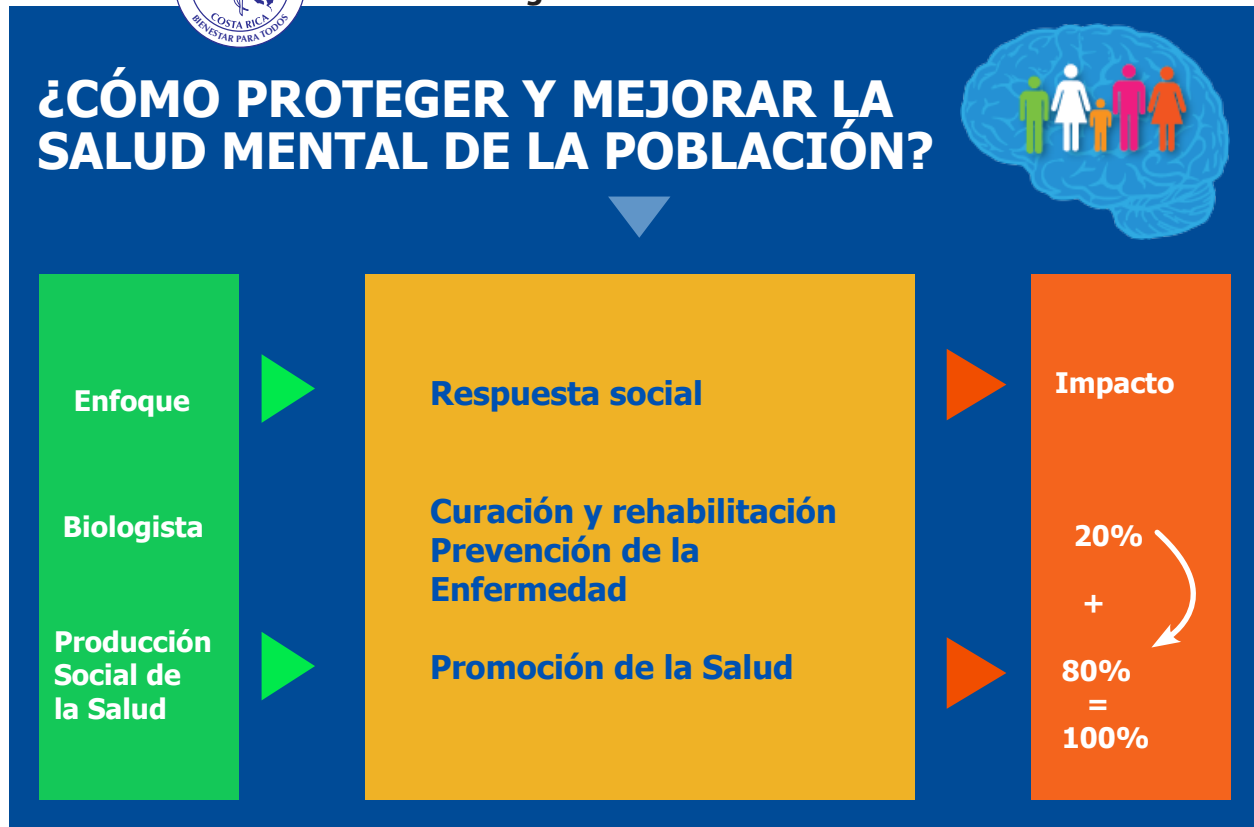 COSTA RICA
BIENESTAR PARA TODOS
¿CÓMO PROTEGER Y MEJORAR LA
SALUD MENTAL DE LA POBLACIÓN?
Enfoque
Respuesta social
Impacto
Biologista
Curación y rehabilitación
Prevención de la
Enfermedad
20%
+
Producción
Social de
la Salud
Promoción de la Salud
80%
=
100%